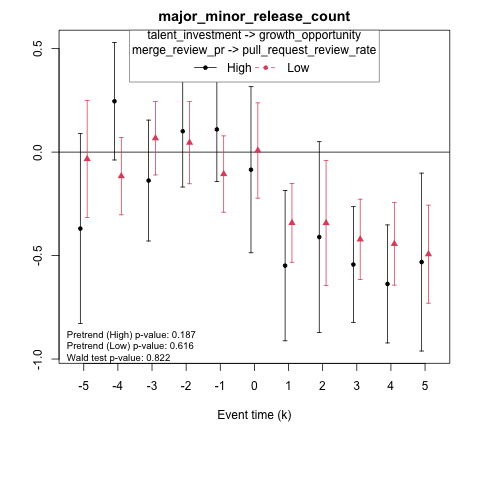 major_minor_release_count
talent_investment -> growth_opportunity
merge_review_pr -> pull_request_review_rate
High Low
0.5
0.0
-0.5
-1.0
Pretrend (High) p-value: 0.187
Pretrend (Low) p-value: 0.616
Wald test p-value: 0.822
-5 -4 -3 -2 -1 0 1 2 3 4 5
Event time (k)